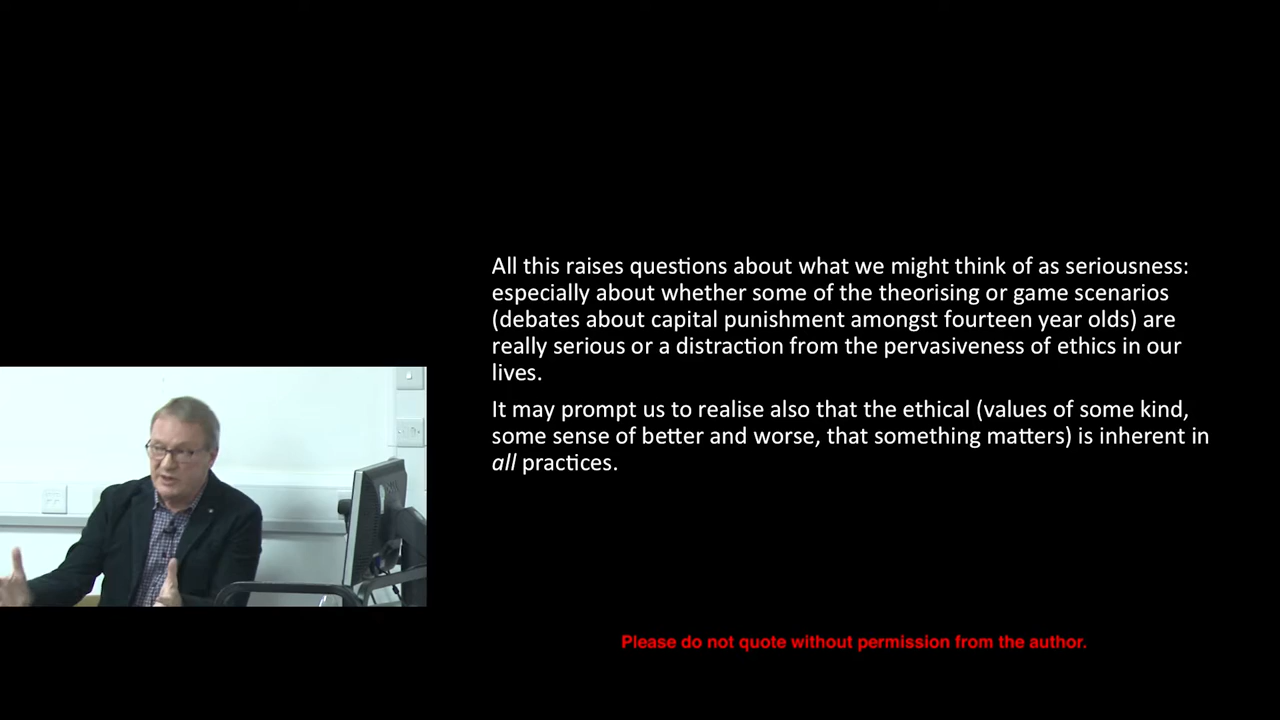 All this raises questions about what we might think of as seriousness:
especially about whether some of the theorising or game scenarios
(debates about capital punishment amongst fourteen year olds) are
really serious or a distraction from the pervasiveness of ethics in our
lives.
It may prompt us to realise also that the ethical (values of some kind,
some sense of better and worse, that something matters) is inherent in
all practices.
Please do not quote without permission from the author.